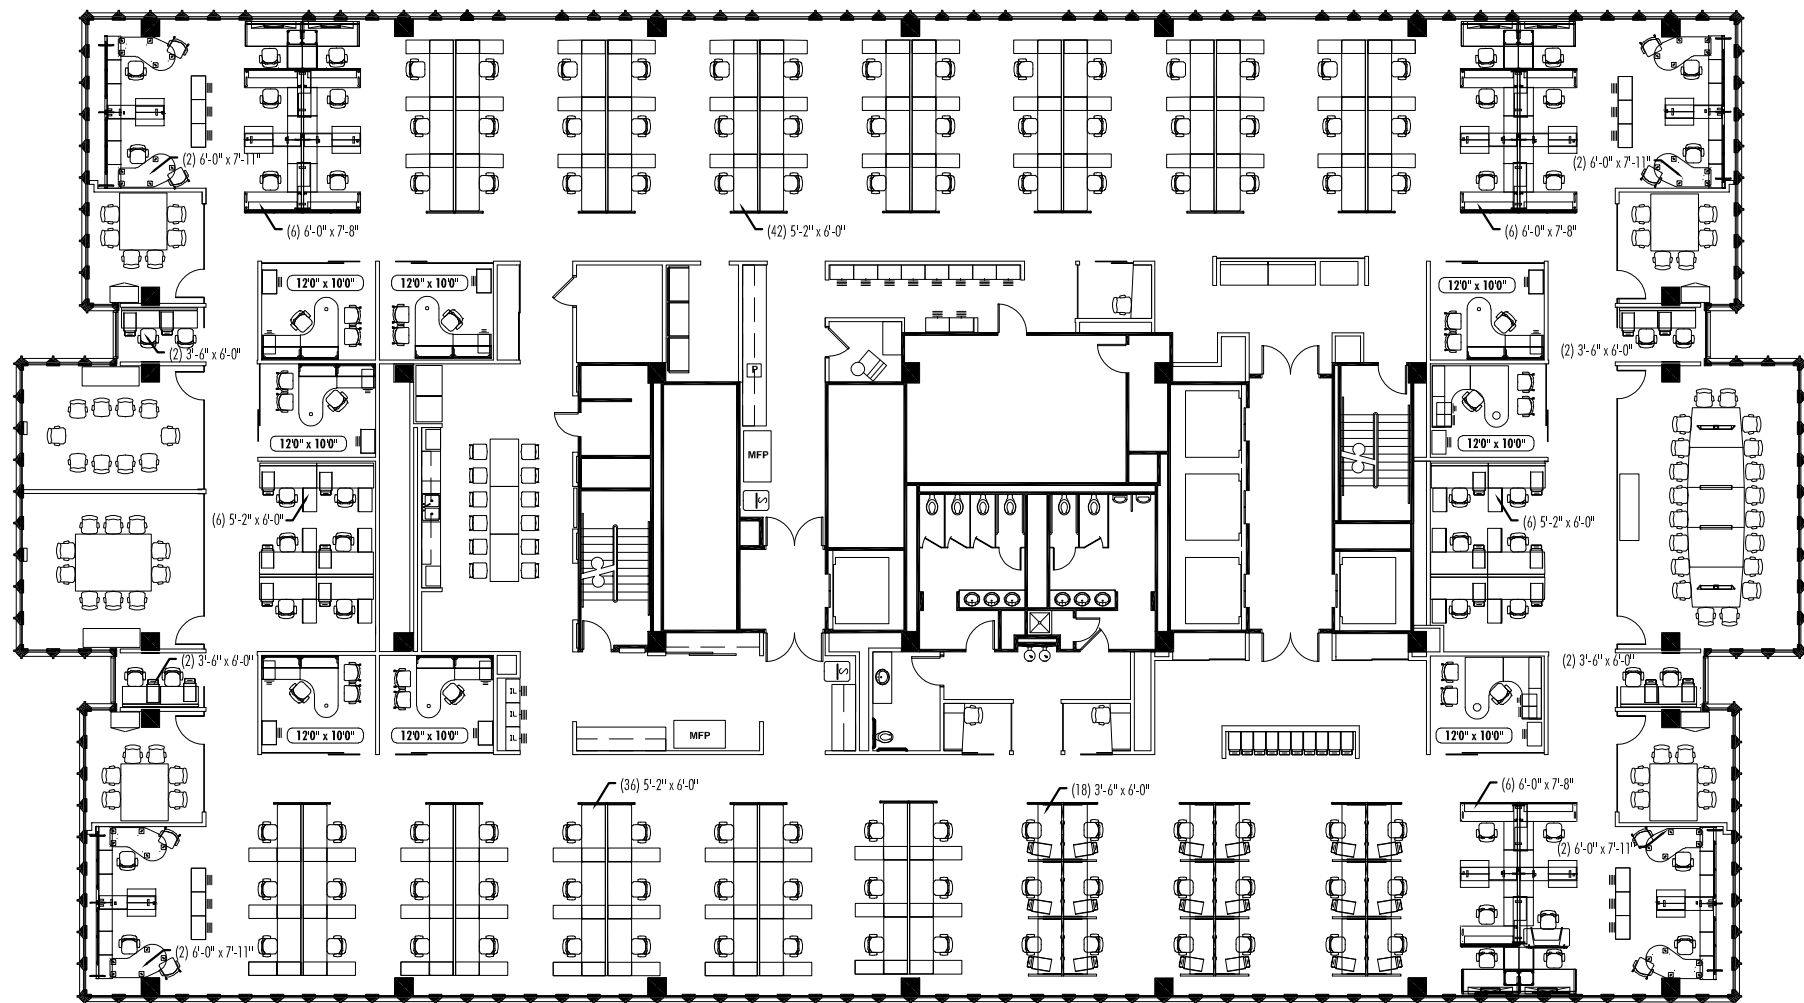 (2) 6'-0" x 7'-11"
(2) 6'-0" x 7'-11"
(6) 6'-0" x 7'-8"
(42) 5'-2" x 6'-0"
(6) 6'-0" x 7'-8"
12'0" x 10'0"
12'0" x 10'0"
12'0" x 10'0"
(2) 3'-6" x 6'-0"
(2) 3'-6" x 6'-0"
P
12'0" x 10'0"
12'0" x 10'0"
MFP
S
(6) 5'-2" x 6'-0"
(6) 5'-2" x 6'-0"
(2) 3'-6" x 6'-0"
(2) 3'-6" x 6'-0"
S
IL
IL
IL
12'0" x 10'0"
12'0" x 10'0"
MFP
12'0" x 10'0"
(36) 5'-2" x 6'-0"
(18) 3'-6" x 6'-0"
(6) 6'-0" x 7'-8"
(2) 6'-0" x 7'-11"
(2) 6'-0" x 7'-11"